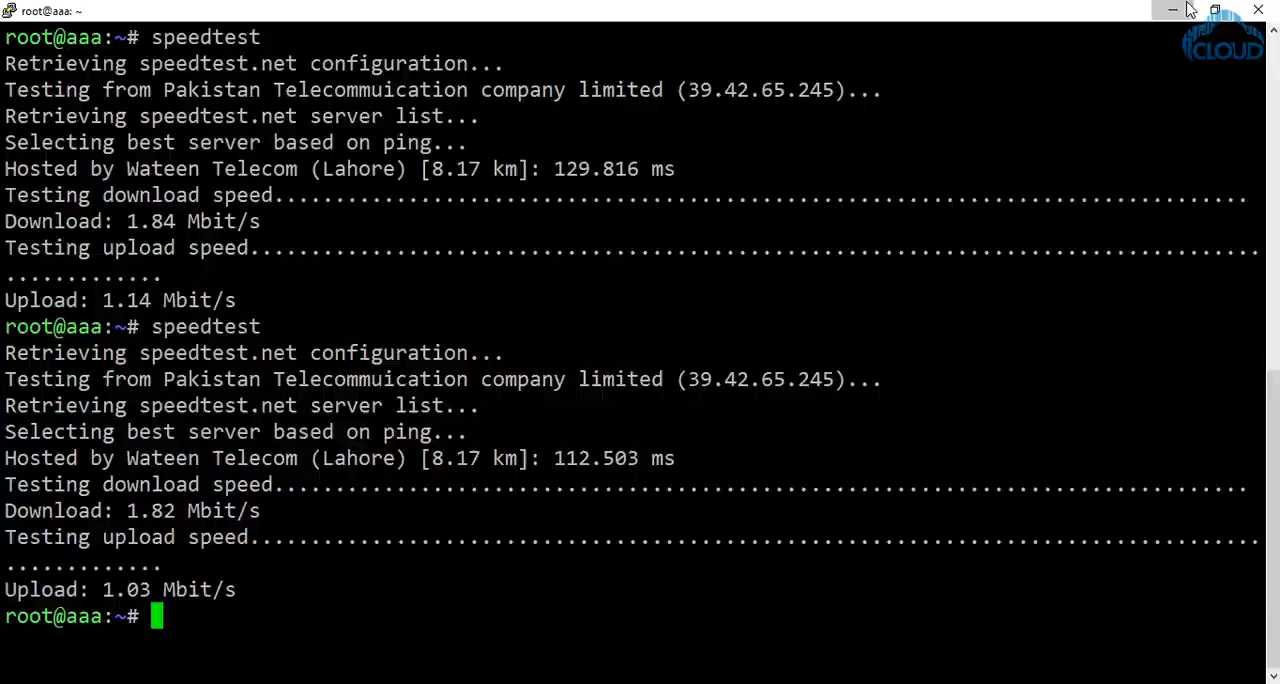 root@aaa: ~
CLOUD
root@aaa:~# speedtest
Retrieving speedtest.net configuration...
Testing from Pakistan Telecommuication company limited (39.42.65.245)...
Retrieving speedtest.net server list...
Selecting best server based on ping...
Hosted by Wateen Telecom (Lahore) [8.17 km]: 129.816 ms
Testing download speed................................................................................
Download: 1.84 Mbit/s
Testing upload speed...................................................................................
.............
Upload: 1.14 Mbit/s
root@aaa:~# speedtest
Retrieving speedtest.net configuration...
Testing from Pakistan Telecommuication company limited (39.42.65.245)...
Retrieving speedtest.net server list...
Selecting best server based on ping...
Hosted by Wateen Telecom (Lahore) [8.17 km]: 112.503 ms
Testing download speed................................................................................
Download: 1.82 Mbit/s
Testing upload speed...................................................................................
.............
Upload: 1.03 Mbit/s
root@aaa:~#